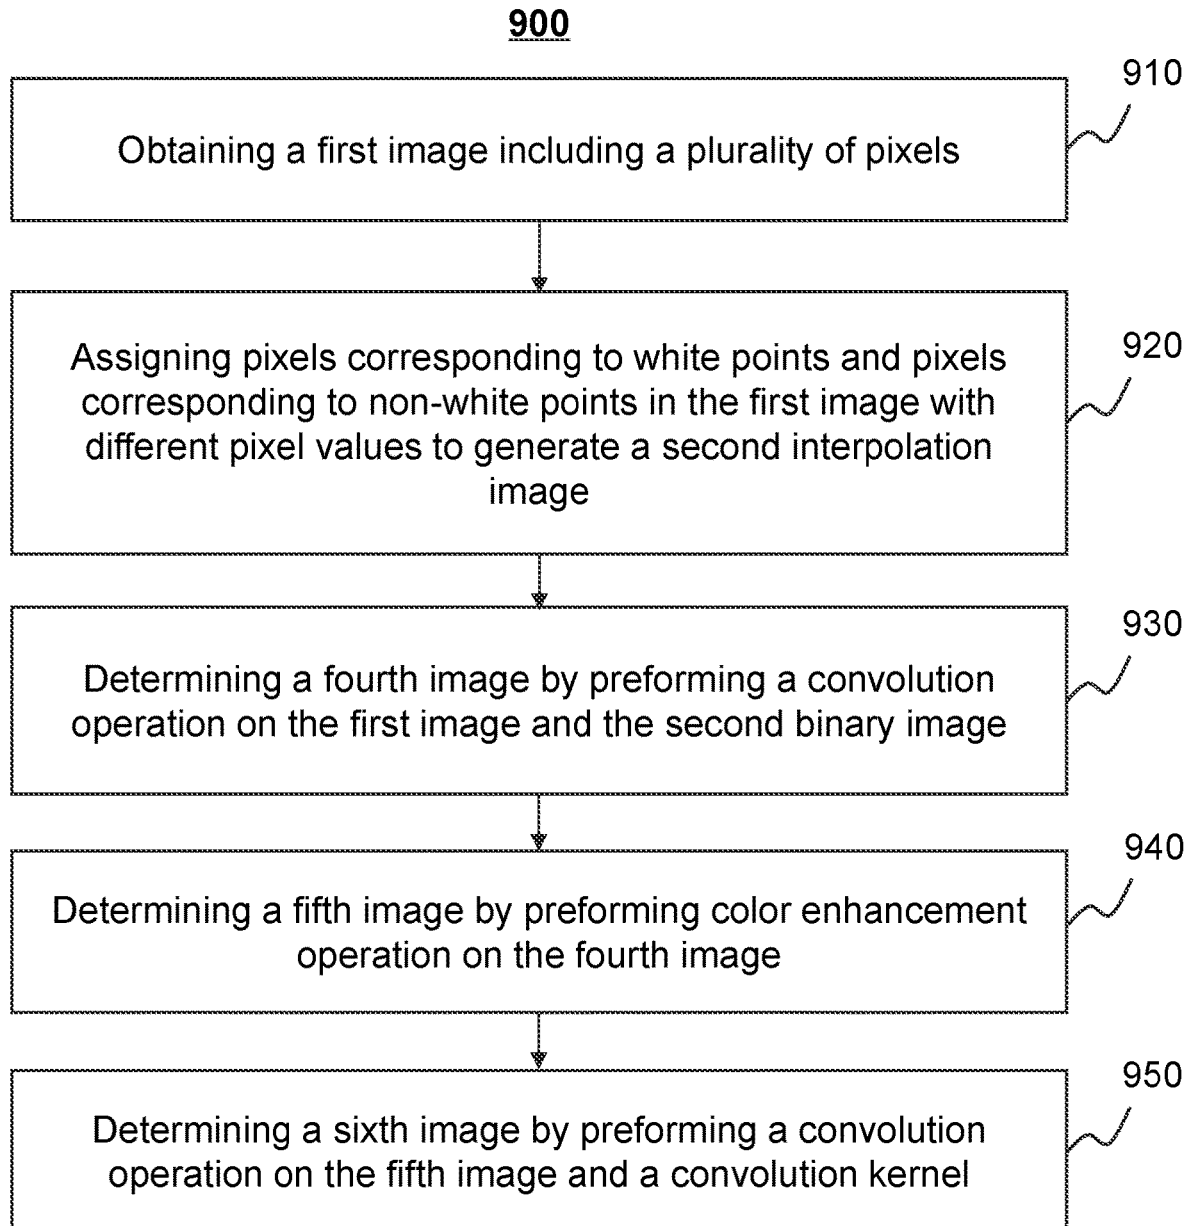 900
910
Obtaining a first image including a plurality of pixels
920
Assigning pixels corresponding to white points and pixels
corresponding to non-white points in the first image with
different pixel values to generate a second interpolation
image
930
Determining a fourth image by preforming a convolution
operation on the first image and the second binary image
940
Determining a fifth image by preforming color enhancement
operation on the fourth image
950
Determining a sixth image by preforming a convolution
operation on the fifth image and a convolution kernel